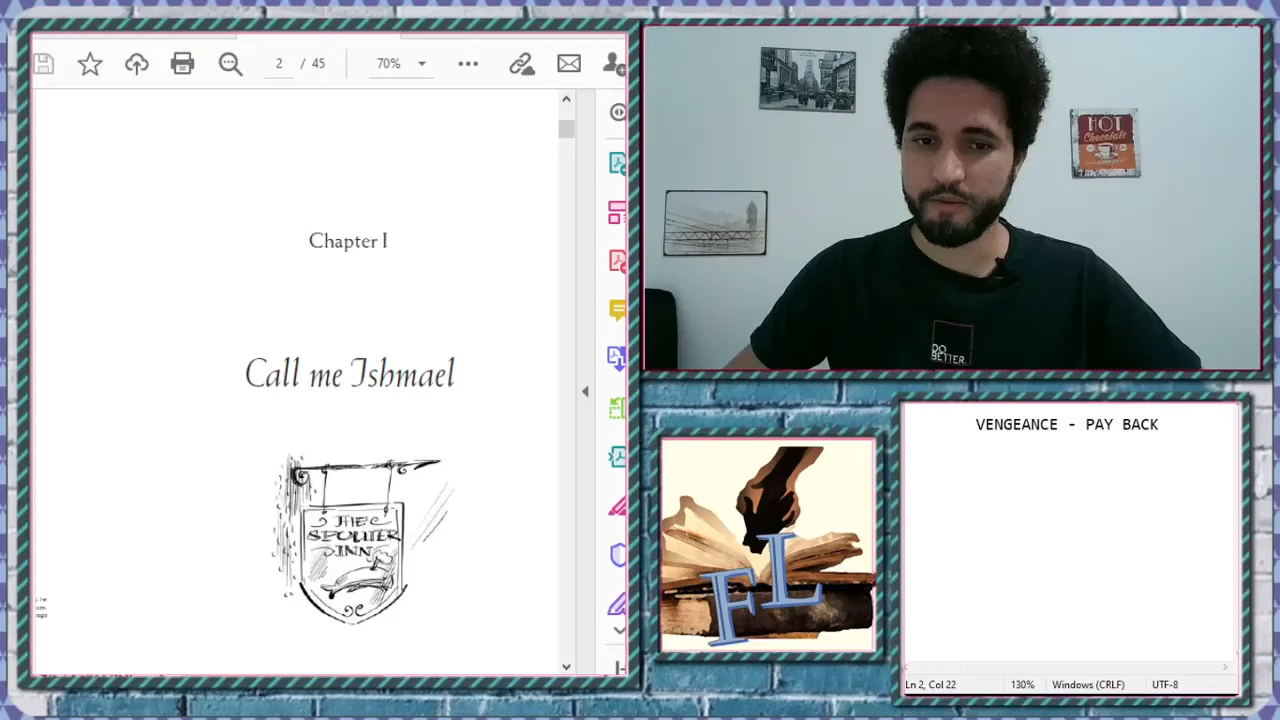 2 / 45
70%
Chapter I
Call me Ishmael
THE
SPOUTER
INN
HOT
Chocolate
DO
BETTER.
VENGEANCE - PAY BACK
FL
Ln 2, Col 22
130%
Windows (CRLF)
UTF-8